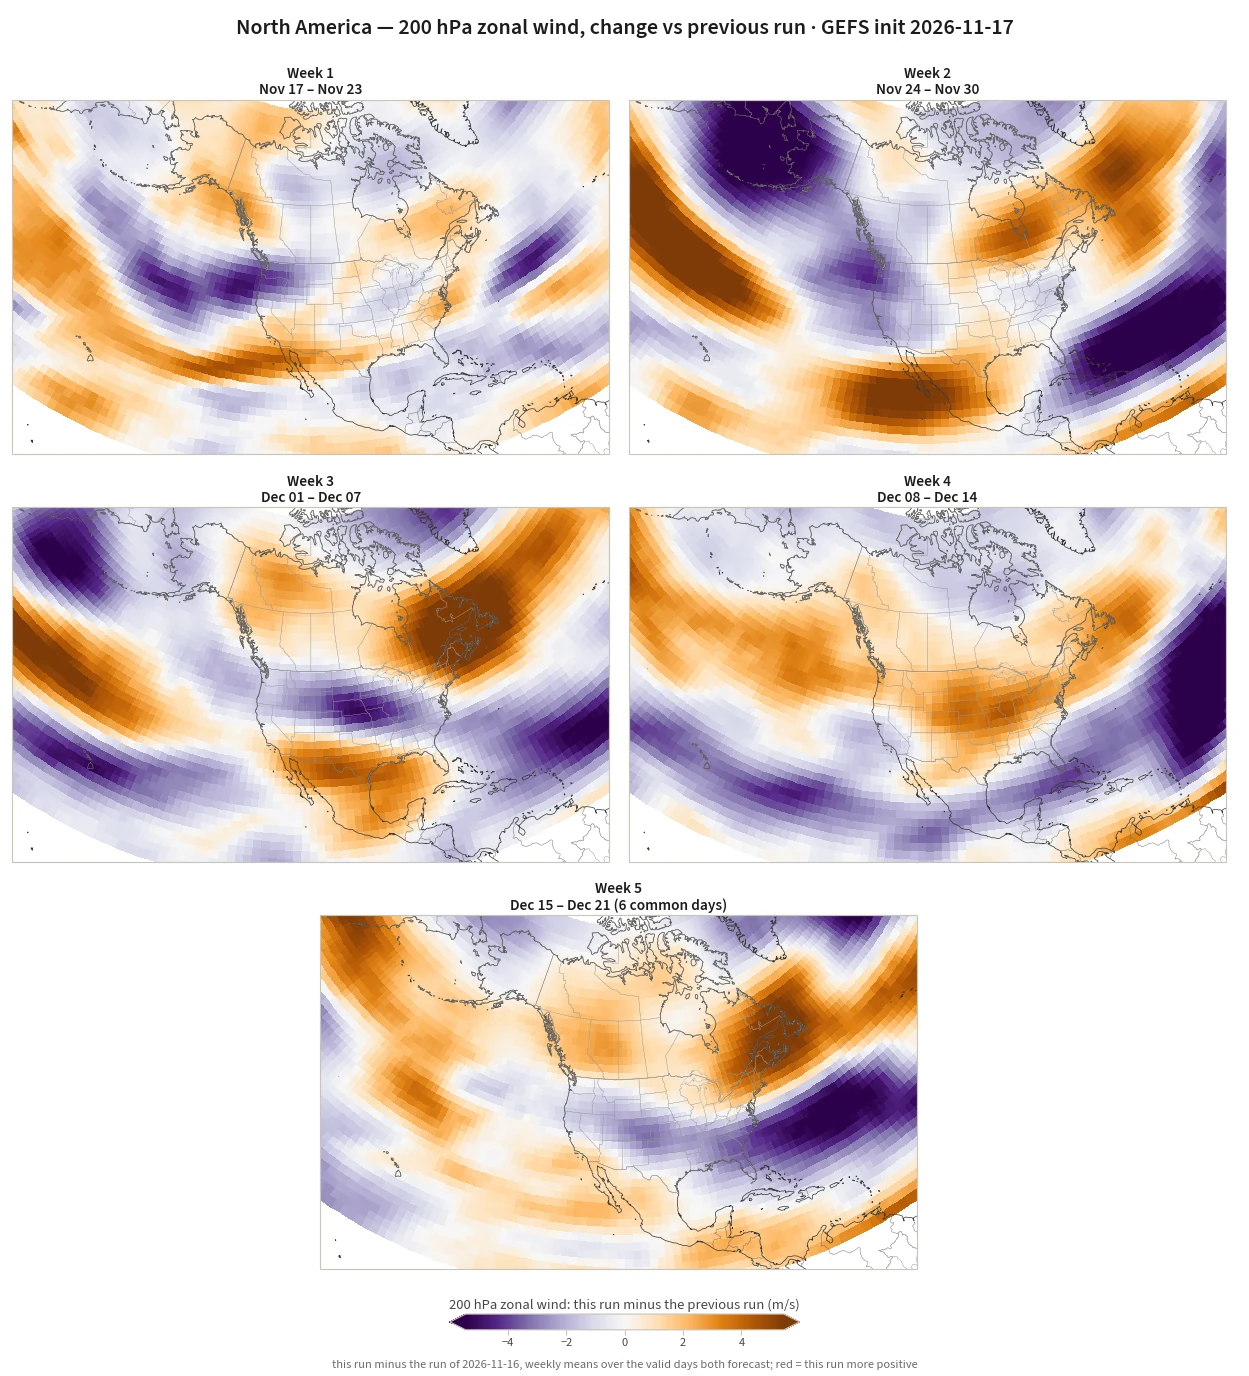 North America — 200 hPa zonal wind, change vs previous run · GEFS init 2026-11-17
Week 1
Nov 17 – Nov 23
Week 2
Nov 24 – Nov 30
Week 3
Dec 01 – Dec 07
Week 4
Dec 08 – Dec 14
Week 5
Dec 15 – Dec 21 (6 common days)
200 hPa zonal wind: this run minus the previous run (m/s)
−4 −2 0 2 4
this run minus the run of 2026-11-16, weekly means over the valid days both forecast; red = this run more positive